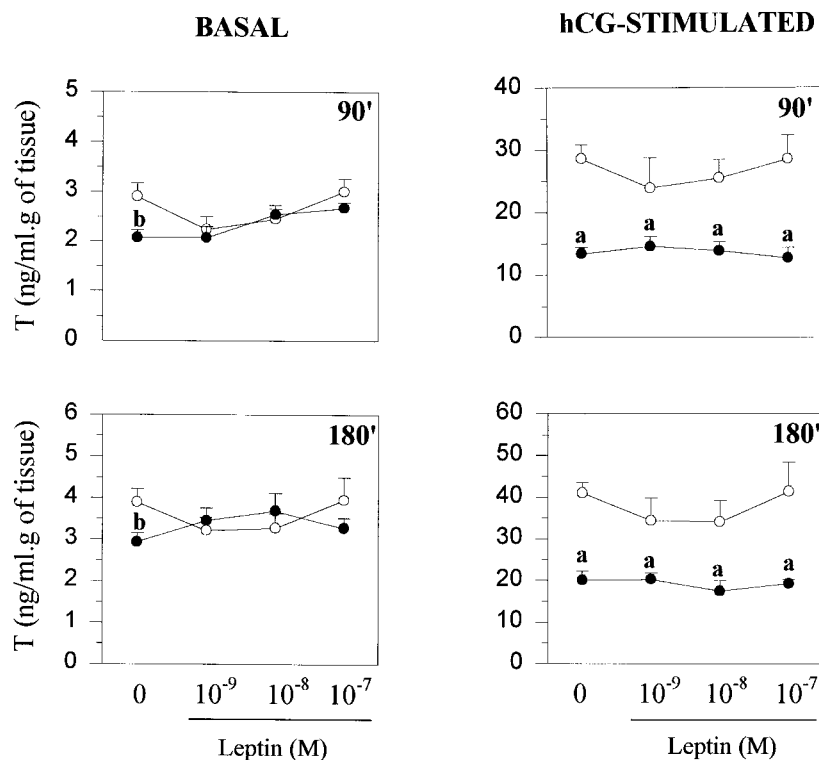 BASAL
hCG-STIMULATED
T (ng/ml.g of tissue)
5
4
3
2
1
0
90'
b
40
30
20
10
0
90'
a a a a
T (ng/ml.g of tissue)
6
5
4
3
2
1
0
180'
b
0 10⁻⁹ 10⁻⁸ 10⁻⁷
Leptin (M)
60
50
40
30
20
10
0
180'
a a a a
0 10⁻⁹ 10⁻⁸ 10⁻⁷
Leptin (M)